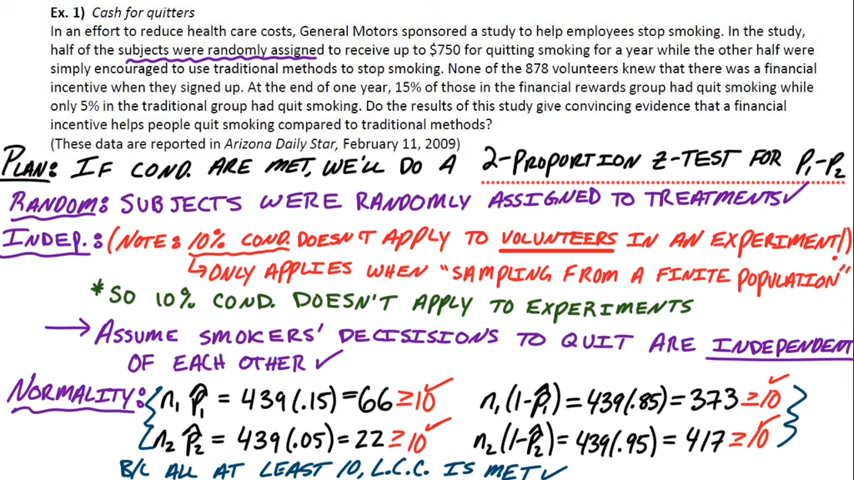 Ex. 1) Cash for quitters
In an effort to reduce health care costs, General Motors sponsored a study to help employees stop smoking. In the study,
half of the subjects were randomly assigned to receive up to $750 for quitting smoking for a year while the other half were
simply encouraged to use traditional methods to stop smoking. None of the 878 volunteers knew that there was a financial
incentive when they signed up. At the end of one year, 15% of those in the financial rewards group had quit smoking while
only 5% in the traditional group had quit smoking. Do the results of this study give convincing evidence that a financial
incentive helps people quit smoking compared to traditional methods?
(These data are reported in Arizona Daily Star, February 11, 2009)
PLAN: IF COND. ARE MET, WE'LL DO A 2-PROPORTION Z-TEST FOR P₁-P₂
RANDOM: SUBJECTS WERE RANDOMLY ASSIGNED TO TREATMENTS✓
INDEP.: (NOTE: 10% COND. DOESN'T APPLY TO VOLUNTEERS IN AN EXPERIMENT!)
↳ONLY APPLIES WHEN "SAMPLING FROM A FINITE POPULATION"
*SO 10% COND. DOESN'T APPLY TO EXPERIMENTS
→ ASSUME SMOKERS' DECISISIONS TO QUIT ARE INDEPENDENT
OF EACH OTHER ✓
NORMALITY: n₁ p̂₁ = 439(.15) = 66 ≥10✓ n₁(1-p̂₁) = 439(.85) = 373 ≥10✓
n₂ p̂₂ = 439(.05) = 22 ≥10✓ n₂(1-p̂₂) = 439(.95) = 417 ≥10✓
B/C ALL AT LEAST 10, L.C.C. IS MET✓